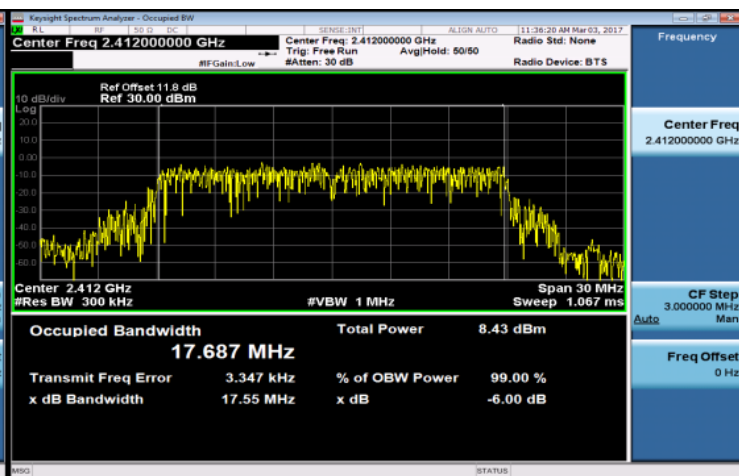 Keysight Spectrum Analyzer - Occupied BW
RL RF 50 Ω DC SENSE:INT ALIGN AUTO 11:36:20 AM Mar 03, 2017
Center Freq 2.412000000 GHz
Center Freq: 2.412000000 GHz
Radio Std: None
Trig: Free Run Avg|Hold: 50/50
#IFGain:Low
#Atten: 30 dB
Radio Device: BTS
Frequency
Ref Offset 11.8 dB
10 dB/div Ref 30.00 dBm
Log
20.0
10.0
0.00
-10.0
-20.0
-30.0
-40.0
-50.0
-60.0
Center 2.412 GHz Span 30 MHz
#Res BW 300 kHz #VBW 1 MHz Sweep 1.067 ms
Occupied Bandwidth Total Power 8.43 dBm
17.687 MHz
Transmit Freq Error 3.347 kHz % of OBW Power 99.00 %
x dB Bandwidth 17.55 MHz x dB -6.00 dB
Center Freq
2.412000000 GHz
CF Step
3.000000 MHz
Auto Man
Freq Offset
0 Hz
MSG STATUS